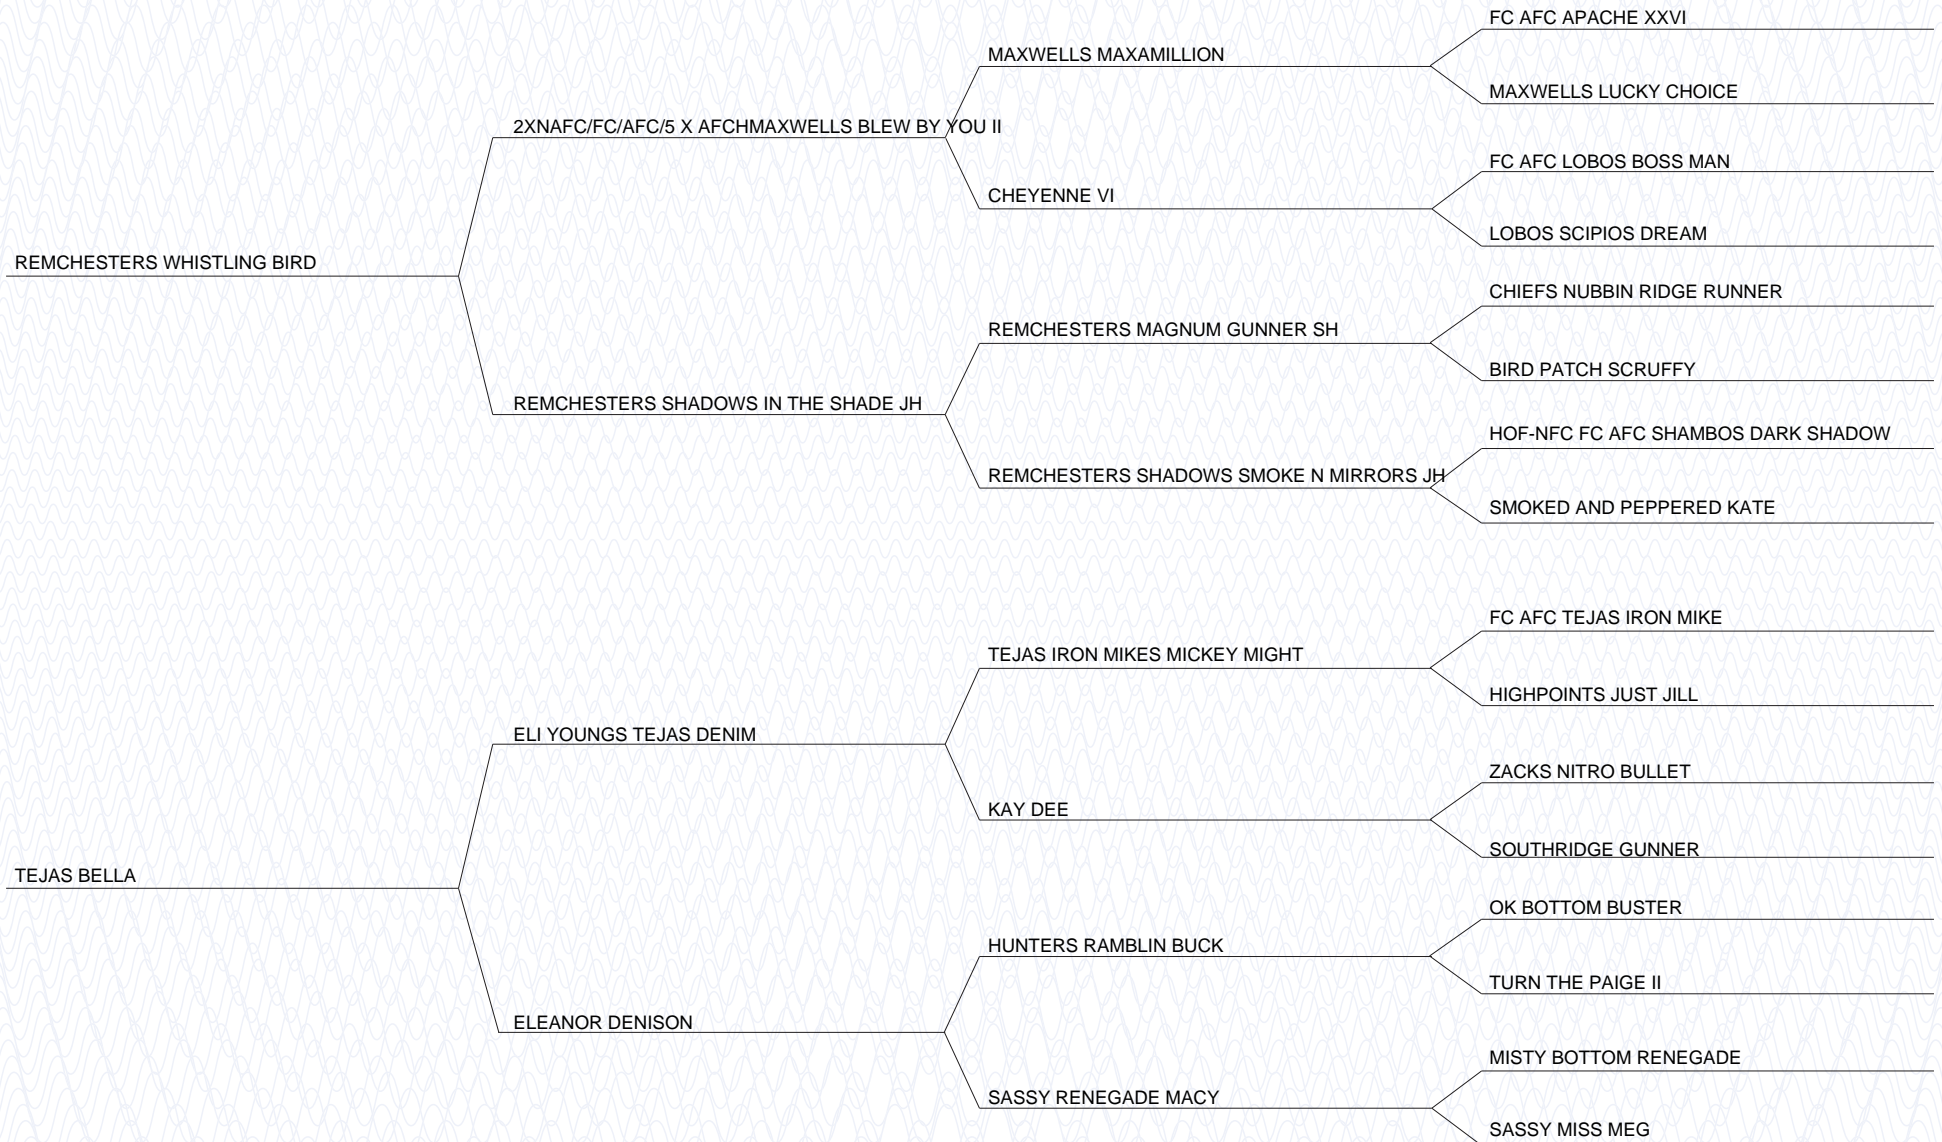 FC AFC APACHE XXVI
MAXWELLS MAXAMILLION
MAXWELLS LUCKY CHOICE
2XNAFC/FC/AFC/5 X AFCHMAXWELLS BLEW BY YOU II
FC AFC LOBOS BOSS MAN
CHEYENNE VI
LOBOS SCIPIOS DREAM
REMCHESTERS WHISTLING BIRD
CHIEFS NUBBIN RIDGE RUNNER
REMCHESTERS MAGNUM GUNNER SH
BIRD PATCH SCRUFFY
REMCHESTERS SHADOWS IN THE SHADE JH
HOF-NFC FC AFC SHAMBOS DARK SHADOW
REMCHESTERS SHADOWS SMOKE N MIRRORS JH
SMOKED AND PEPPERED KATE
FC AFC TEJAS IRON MIKE
TEJAS IRON MIKES MICKEY MIGHT
HIGHPOINTS JUST JILL
ELI YOUNGS TEJAS DENIM
ZACKS NITRO BULLET
KAY DEE
SOUTHRIDGE GUNNER
TEJAS BELLA
OK BOTTOM BUSTER
HUNTERS RAMBLIN BUCK
TURN THE PAIGE II
ELEANOR DENISON
MISTY BOTTOM RENEGADE
SASSY RENEGADE MACY
SASSY MISS MEG